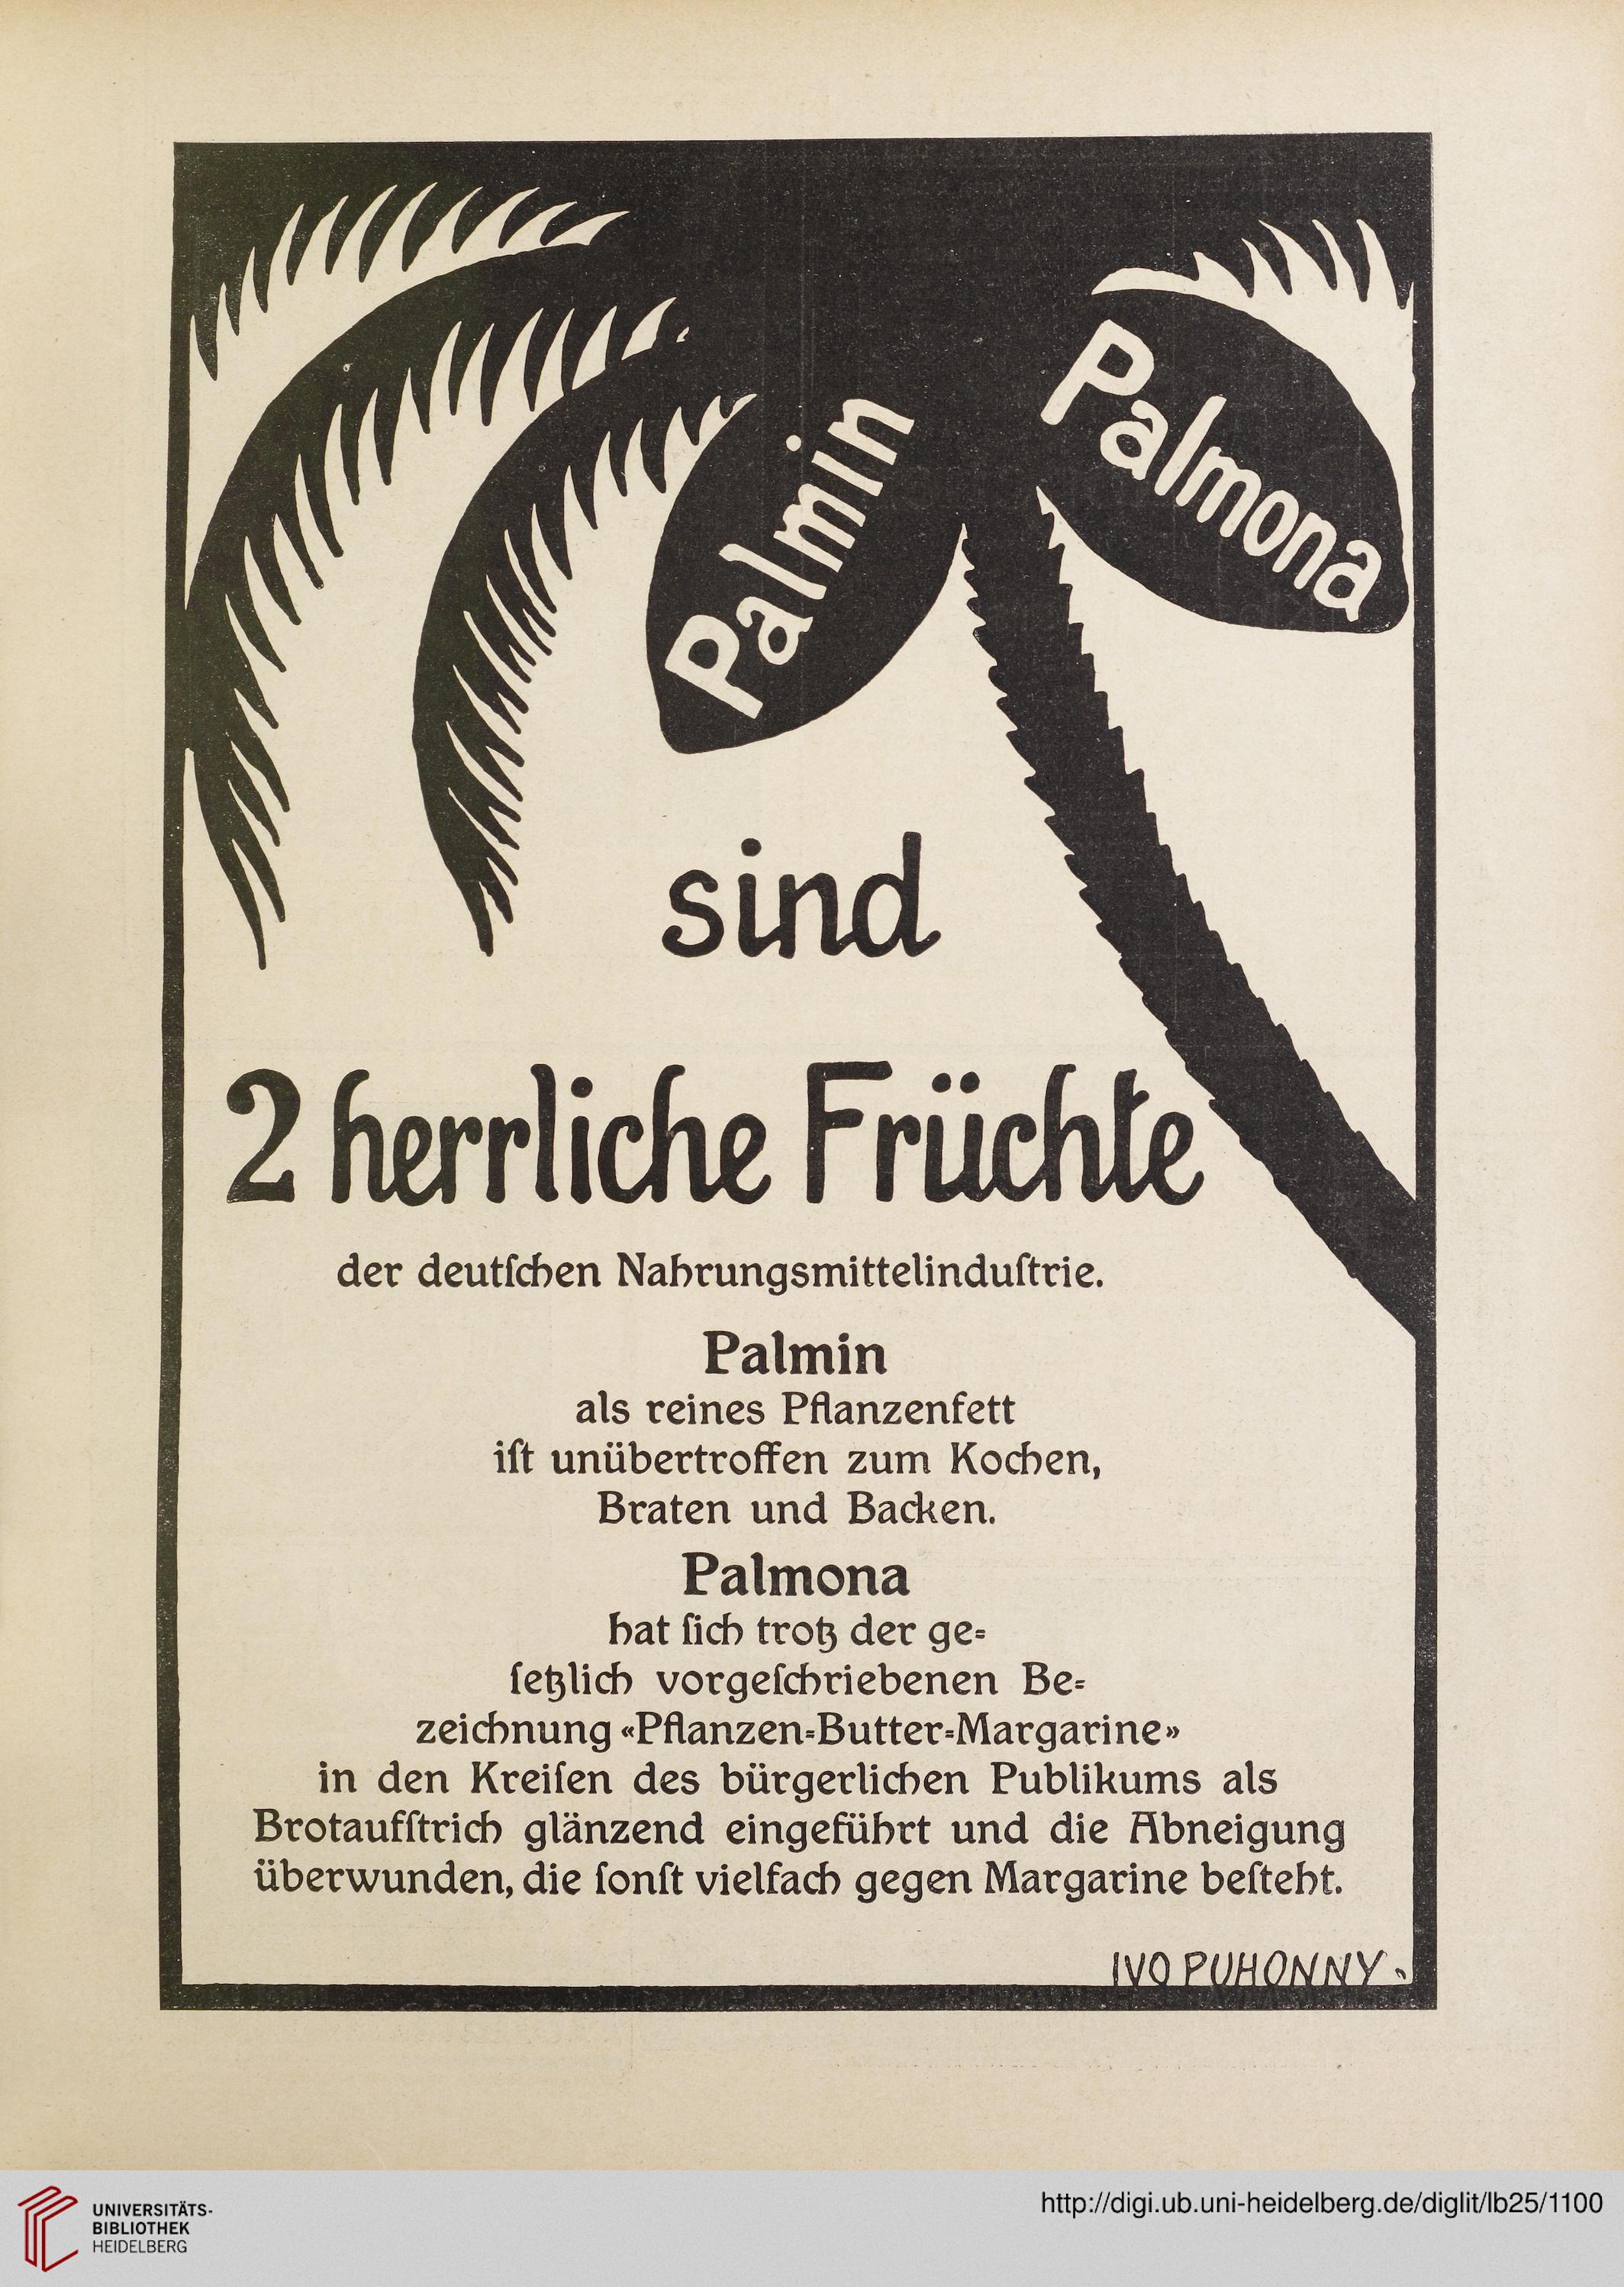 Palmin
Palmona
sind
2 herrliche Früchte
der deutſchen Nahrungsmittelinduſtrie.
Palmin
als reines Pflanzenfett
iſt unübertroffen zum Kochen,
Braten und Backen.
Palmona
hat ſich trotz der ge=
ſetzlich vorgeſchriebenen Be=
zeichnung «Pflanzen=Butter=Margarine»
in den Kreiſen des bürgerlichen Publikums als
Brotaufſtrich glänzend eingeführt und die Abneigung
überwunden, die ſonſt vielfach gegen Margarine beſteht.
IVO PUHONNY.
UNIVERSITÄTS-
BIBLIOTHEK
HEIDELBERG
http://digi.ub.uni-heidelberg.de/diglit/lb25/1100